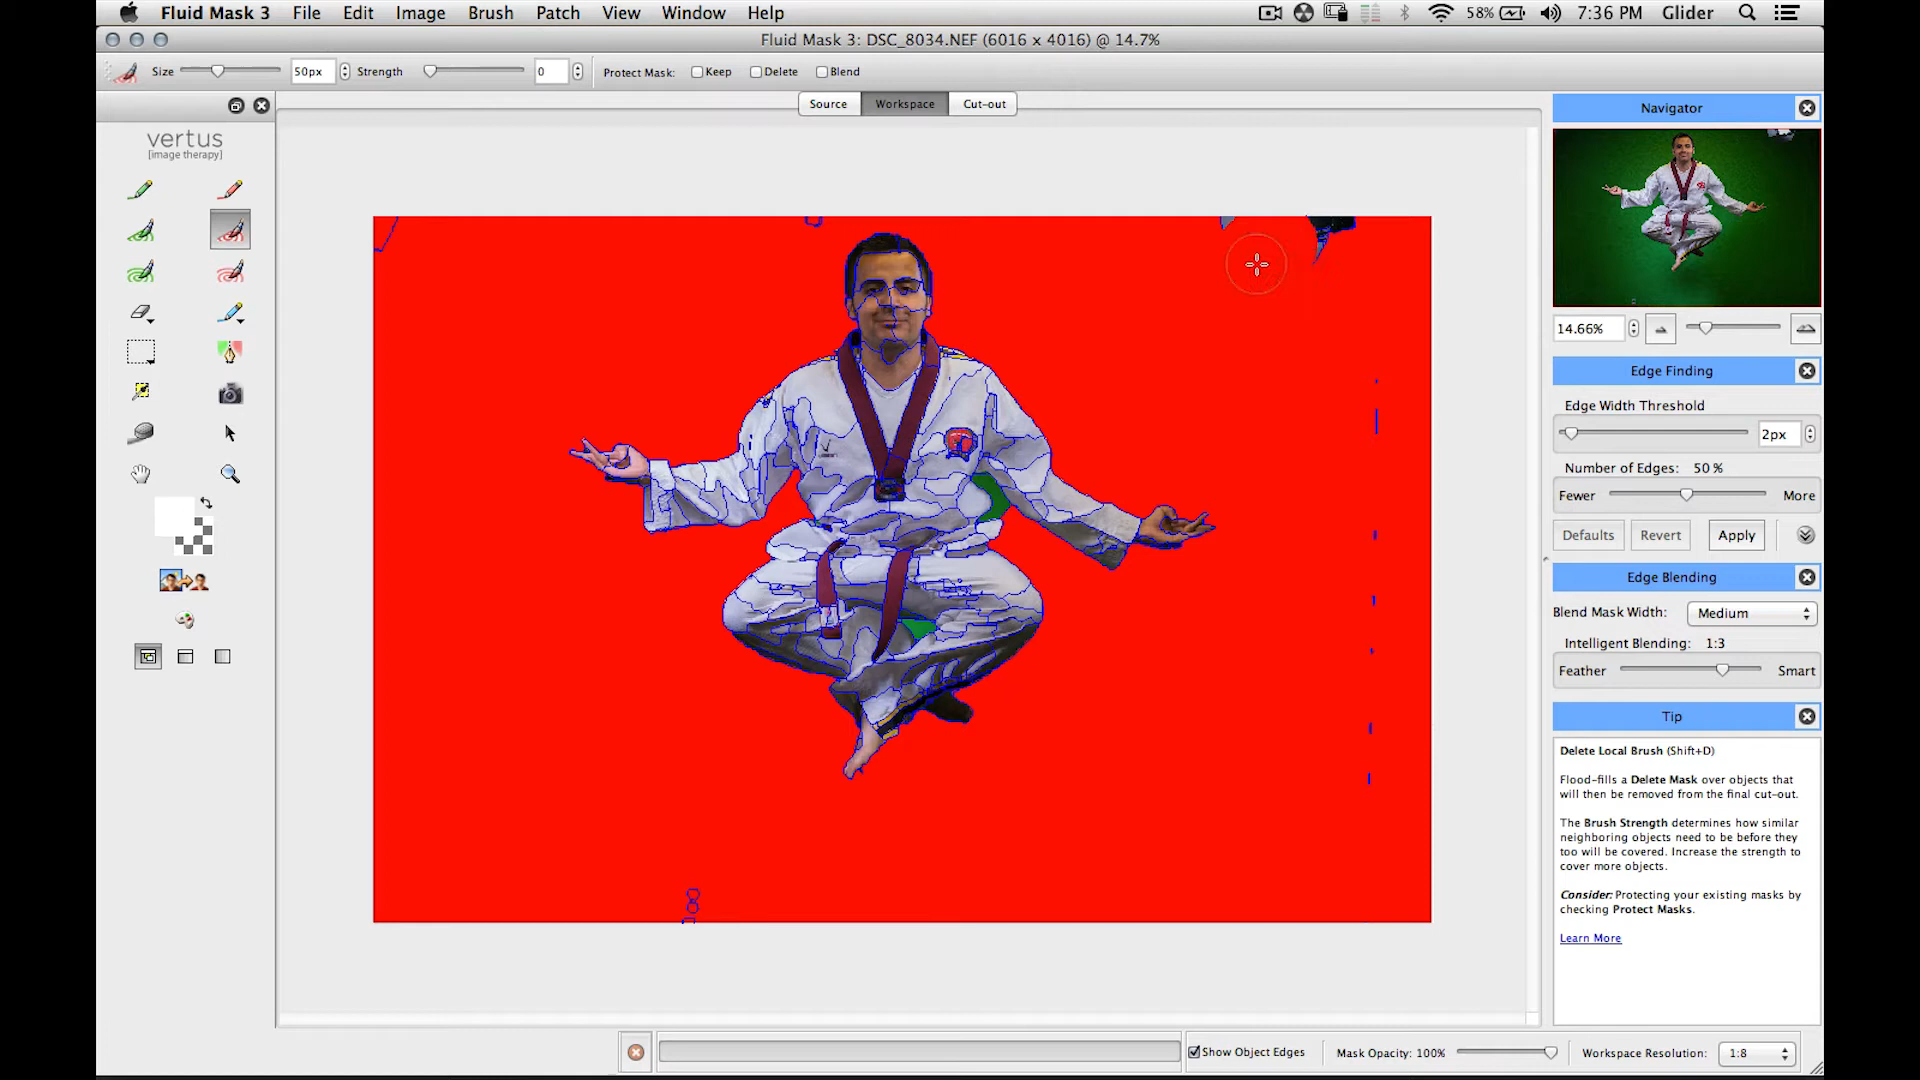 Fluid Mask 3 File Edit Image Brush Patch View Window Help 58% 7:36 PM Glider
Fluid Mask 3: DSC_8034.NEF (6016 x 4016) @ 14.7%
Size 50px Strength 0 Protect Mask: Keep Delete Blend
Source Workspace Cut-out
vertus
[image therapy]
Navigator
14.66%
Edge Finding
Edge Width Threshold
2px
Number of Edges: 50 %
Fewer More
Defaults Revert Apply
Edge Blending
Blend Mask Width: Medium
Intelligent Blending: 1:3
Feather Smart
Tip
Delete Local Brush (Shift+D)
Flood-fills a Delete Mask over objects that
will then be removed from the final cut-out.
The Brush Strength determines how similar
neighboring objects need to be before they
too will be covered. Increase the strength to
cover more objects.
Consider: Protecting your existing masks by
checking Protect Masks.
Learn More
Show Object Edges Mask Opacity: 100% Workspace Resolution: 1:8